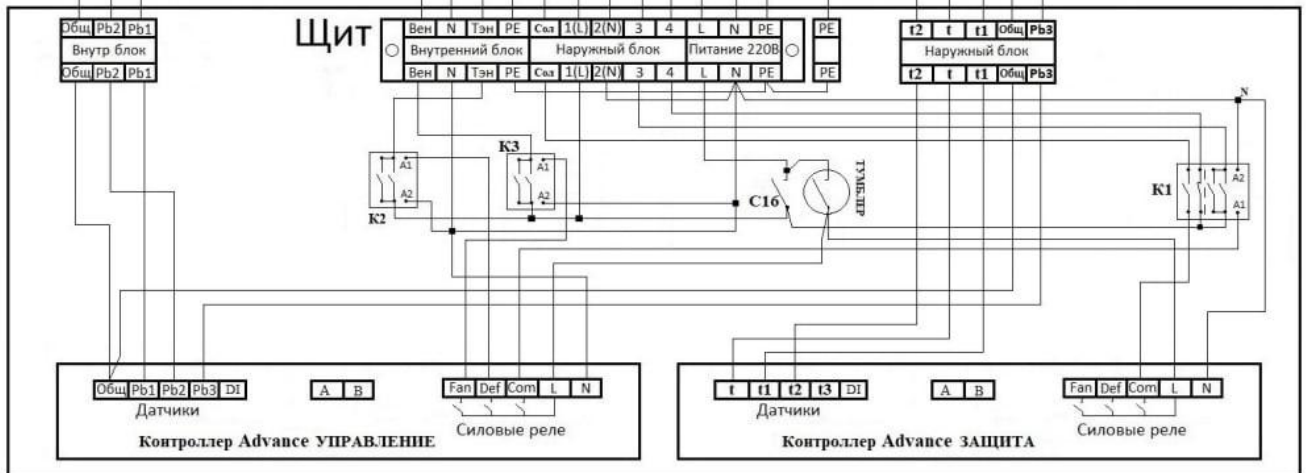 Общ Pb2 Pb1
Внутр блок
Общ Pb2 Pb1
Щит
Вен N Тэн PE Сол 1(L) 2(N) 3 4 L N PE
Внутренний блок Наружный блок Питание 220В
Вен N Тэн PE Сол 1(L) 2(N) 3 4 L N PE
PE
PE
t2 t t1 Общ Pb3
Наружный блок
t2 t t1 Общ Pb3
N
K2
A1
A2
K3
A1
A2
C16
ТУМБЛЕР
K1
A2
A1
Общ Pb1 Pb2 Pb3 DI
Датчики
A B
Fan Def Com L N
Силовые реле
Контроллер Advance УПРАВЛЕНИЕ
t t1 t2 t3 DI
Датчики
A B
Fan Def Com L N
Силовые реле
Контроллер Advance ЗАЩИТА